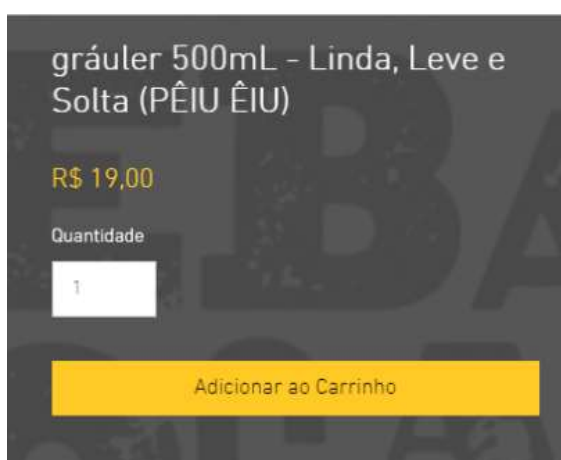 gráuler 500mL - Linda, Leve e
Solta (PÊIU ÊIU)
R$ 19,00
Quantidade
1
Adicionar ao Carrinho